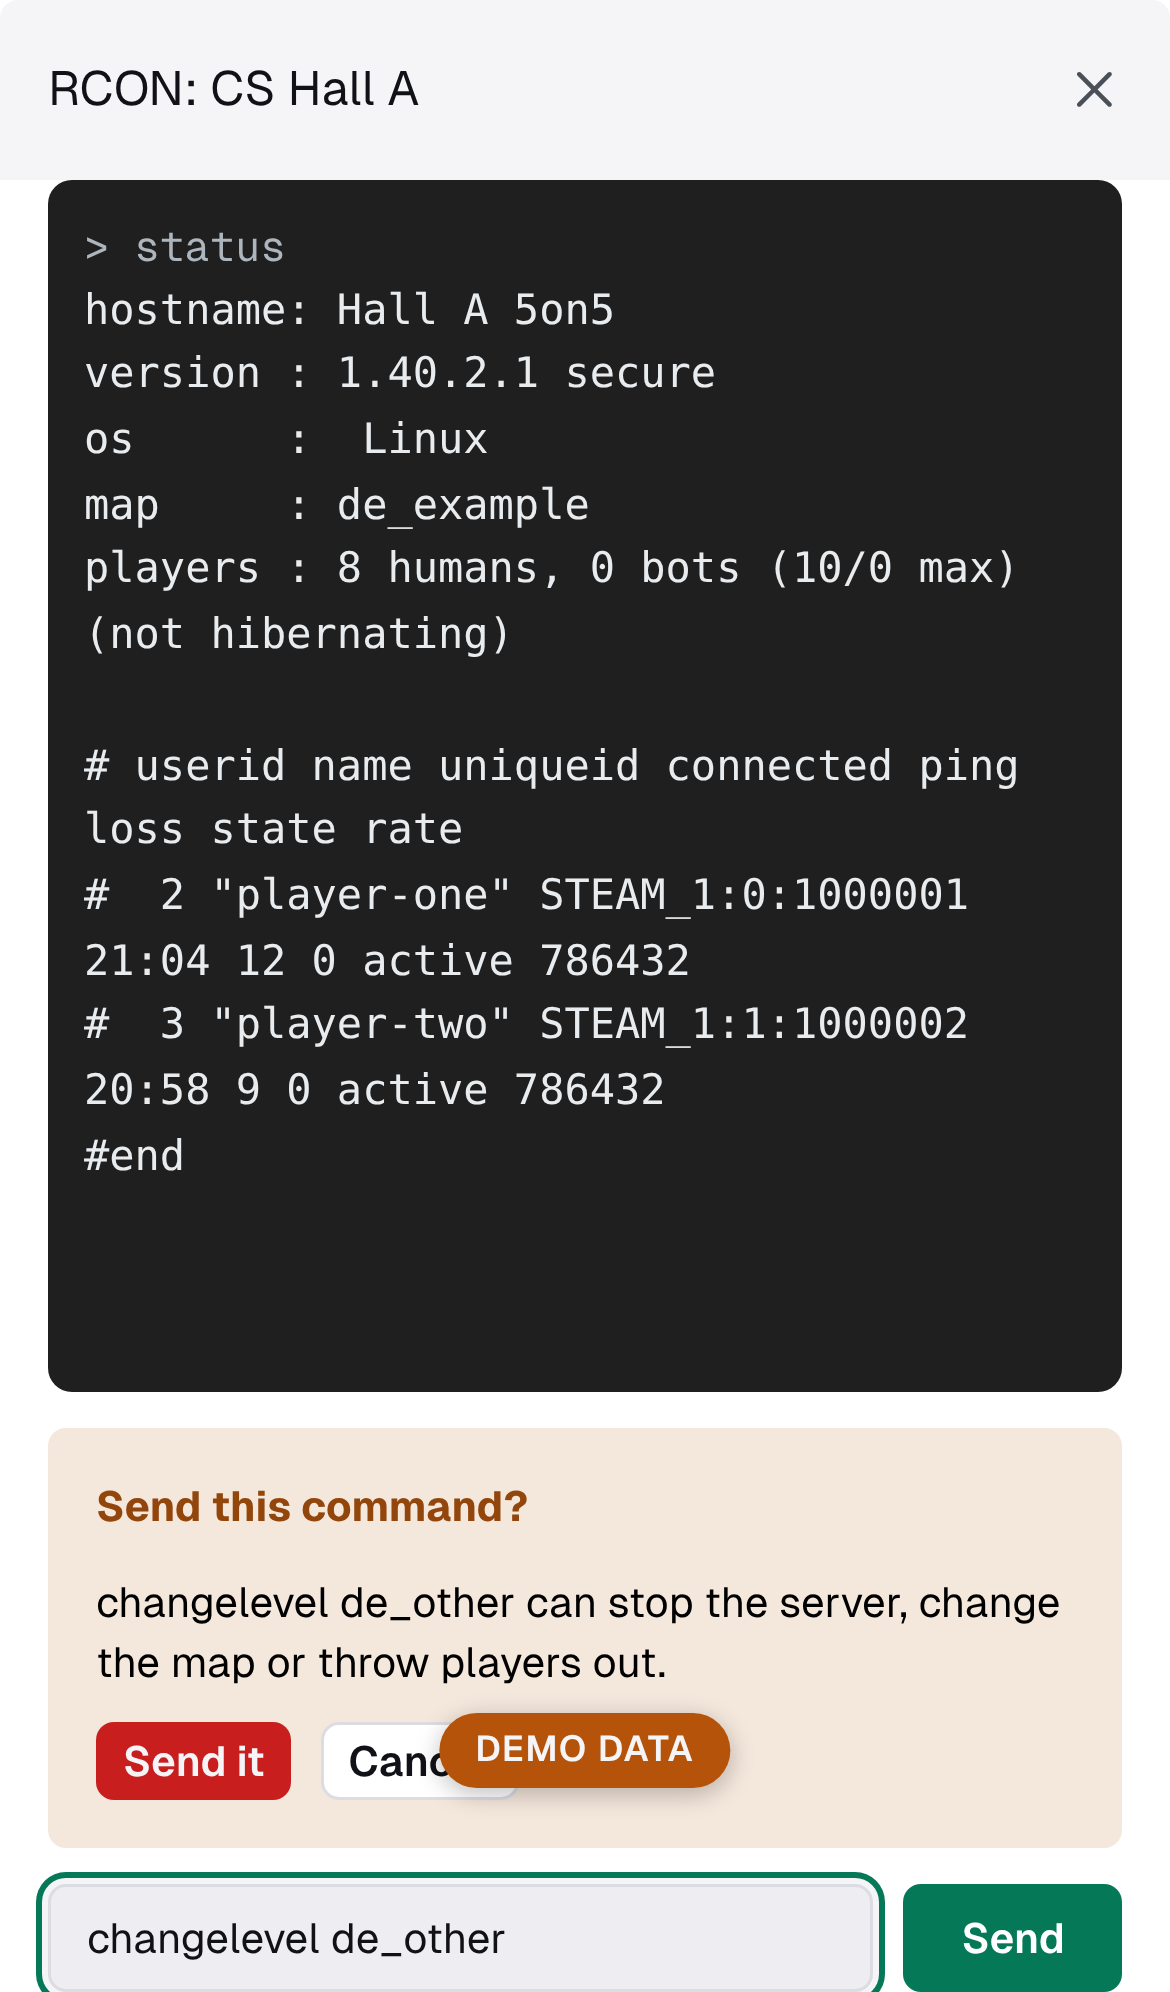 RCON: CS Hall A
> status
hostname: Hall A 5on5
version : 1.40.2.1 secure
os      :  Linux
map     : de_example
players : 8 humans, 0 bots (10/0 max)
(not hibernating)
# userid name uniqueid connected ping
loss state rate
#  2 "player-one" STEAM_1:0:1000001
21:04 12 0 active 786432
#  3 "player-two" STEAM_1:1:1000002
20:58 9 0 active 786432
#end
Send this command?
changelevel de_other can stop the server, change
the map or throw players out.
Send it
DEMO DATA
changelevel de_other
Send